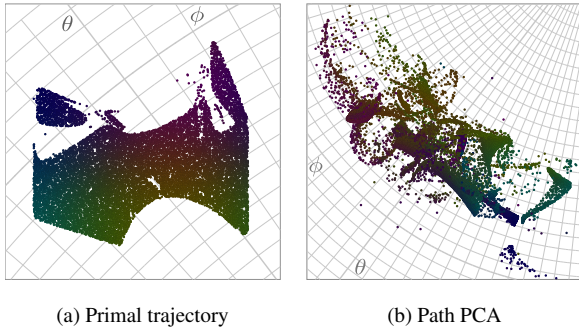 θ
φ
φ
θ
(a) Primal trajectory
(b) Path PCA